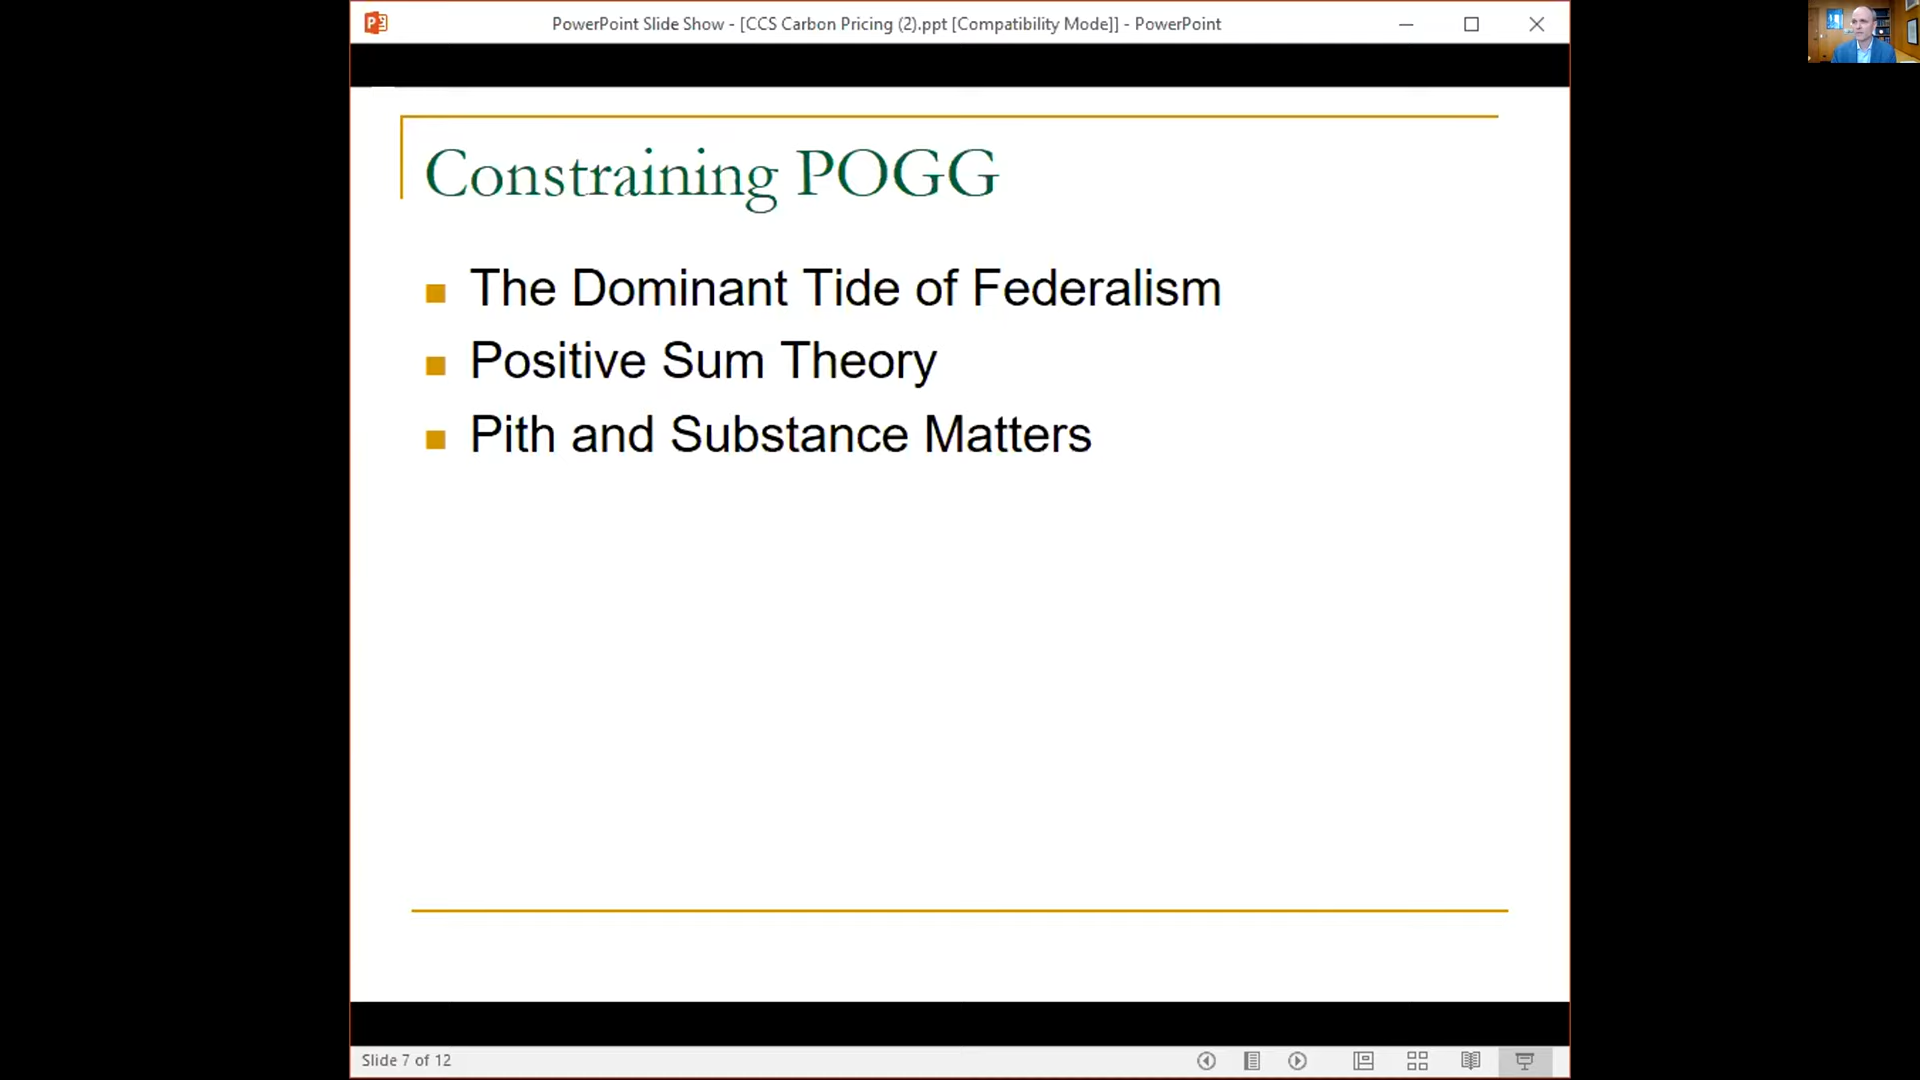 PowerPoint Slide Show - [CCS Carbon Pricing (2).ppt [Compatibility Mode]] - PowerPoint
Constraining POGG
The Dominant Tide of Federalism
Positive Sum Theory
Pith and Substance Matters
Slide 7 of 12